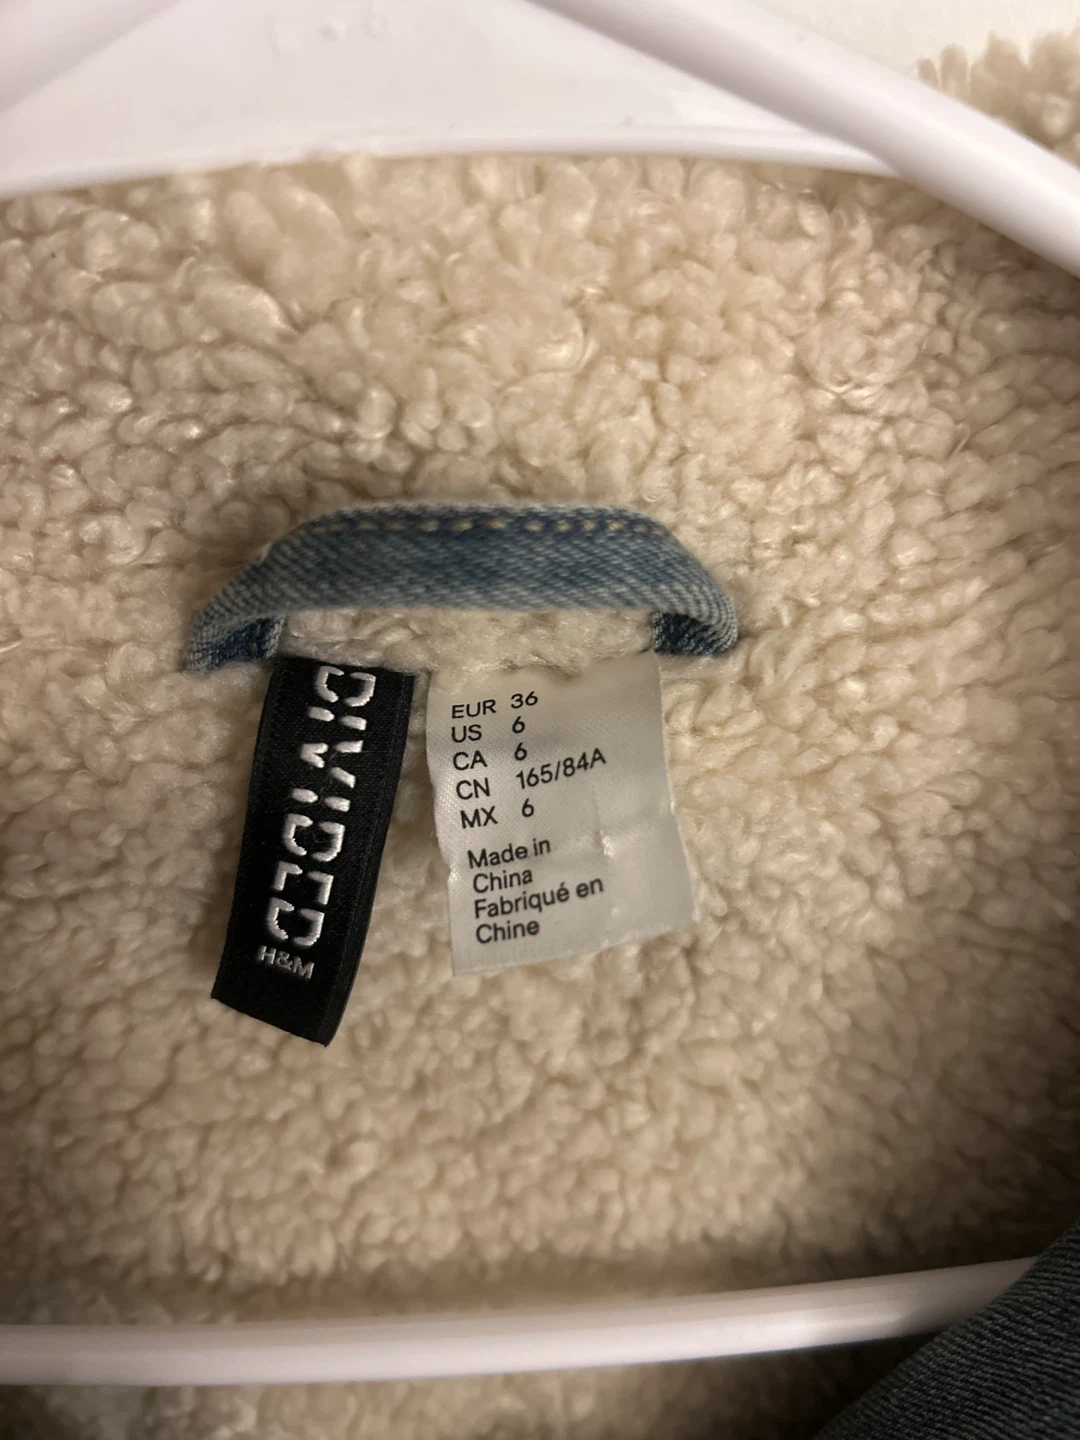 DIVIDED
H&M
EUR 36
US 6
CA 6
CN 165/84A
MX 6
Made in
China
Fabriqué en
Chine